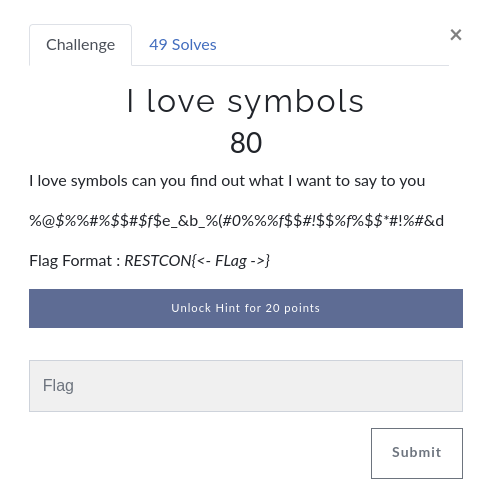 Challenge
49 Solves
×
I love symbols
80
I love symbols can you find out what I want to say to you
%@$%%#%$$#$f$e_&b_%(#0%%%f$$#!$$%f%$$*#!%#&d
Flag Format : RESTCON{<- FLag ->}
Unlock Hint for 20 points
Flag
Submit